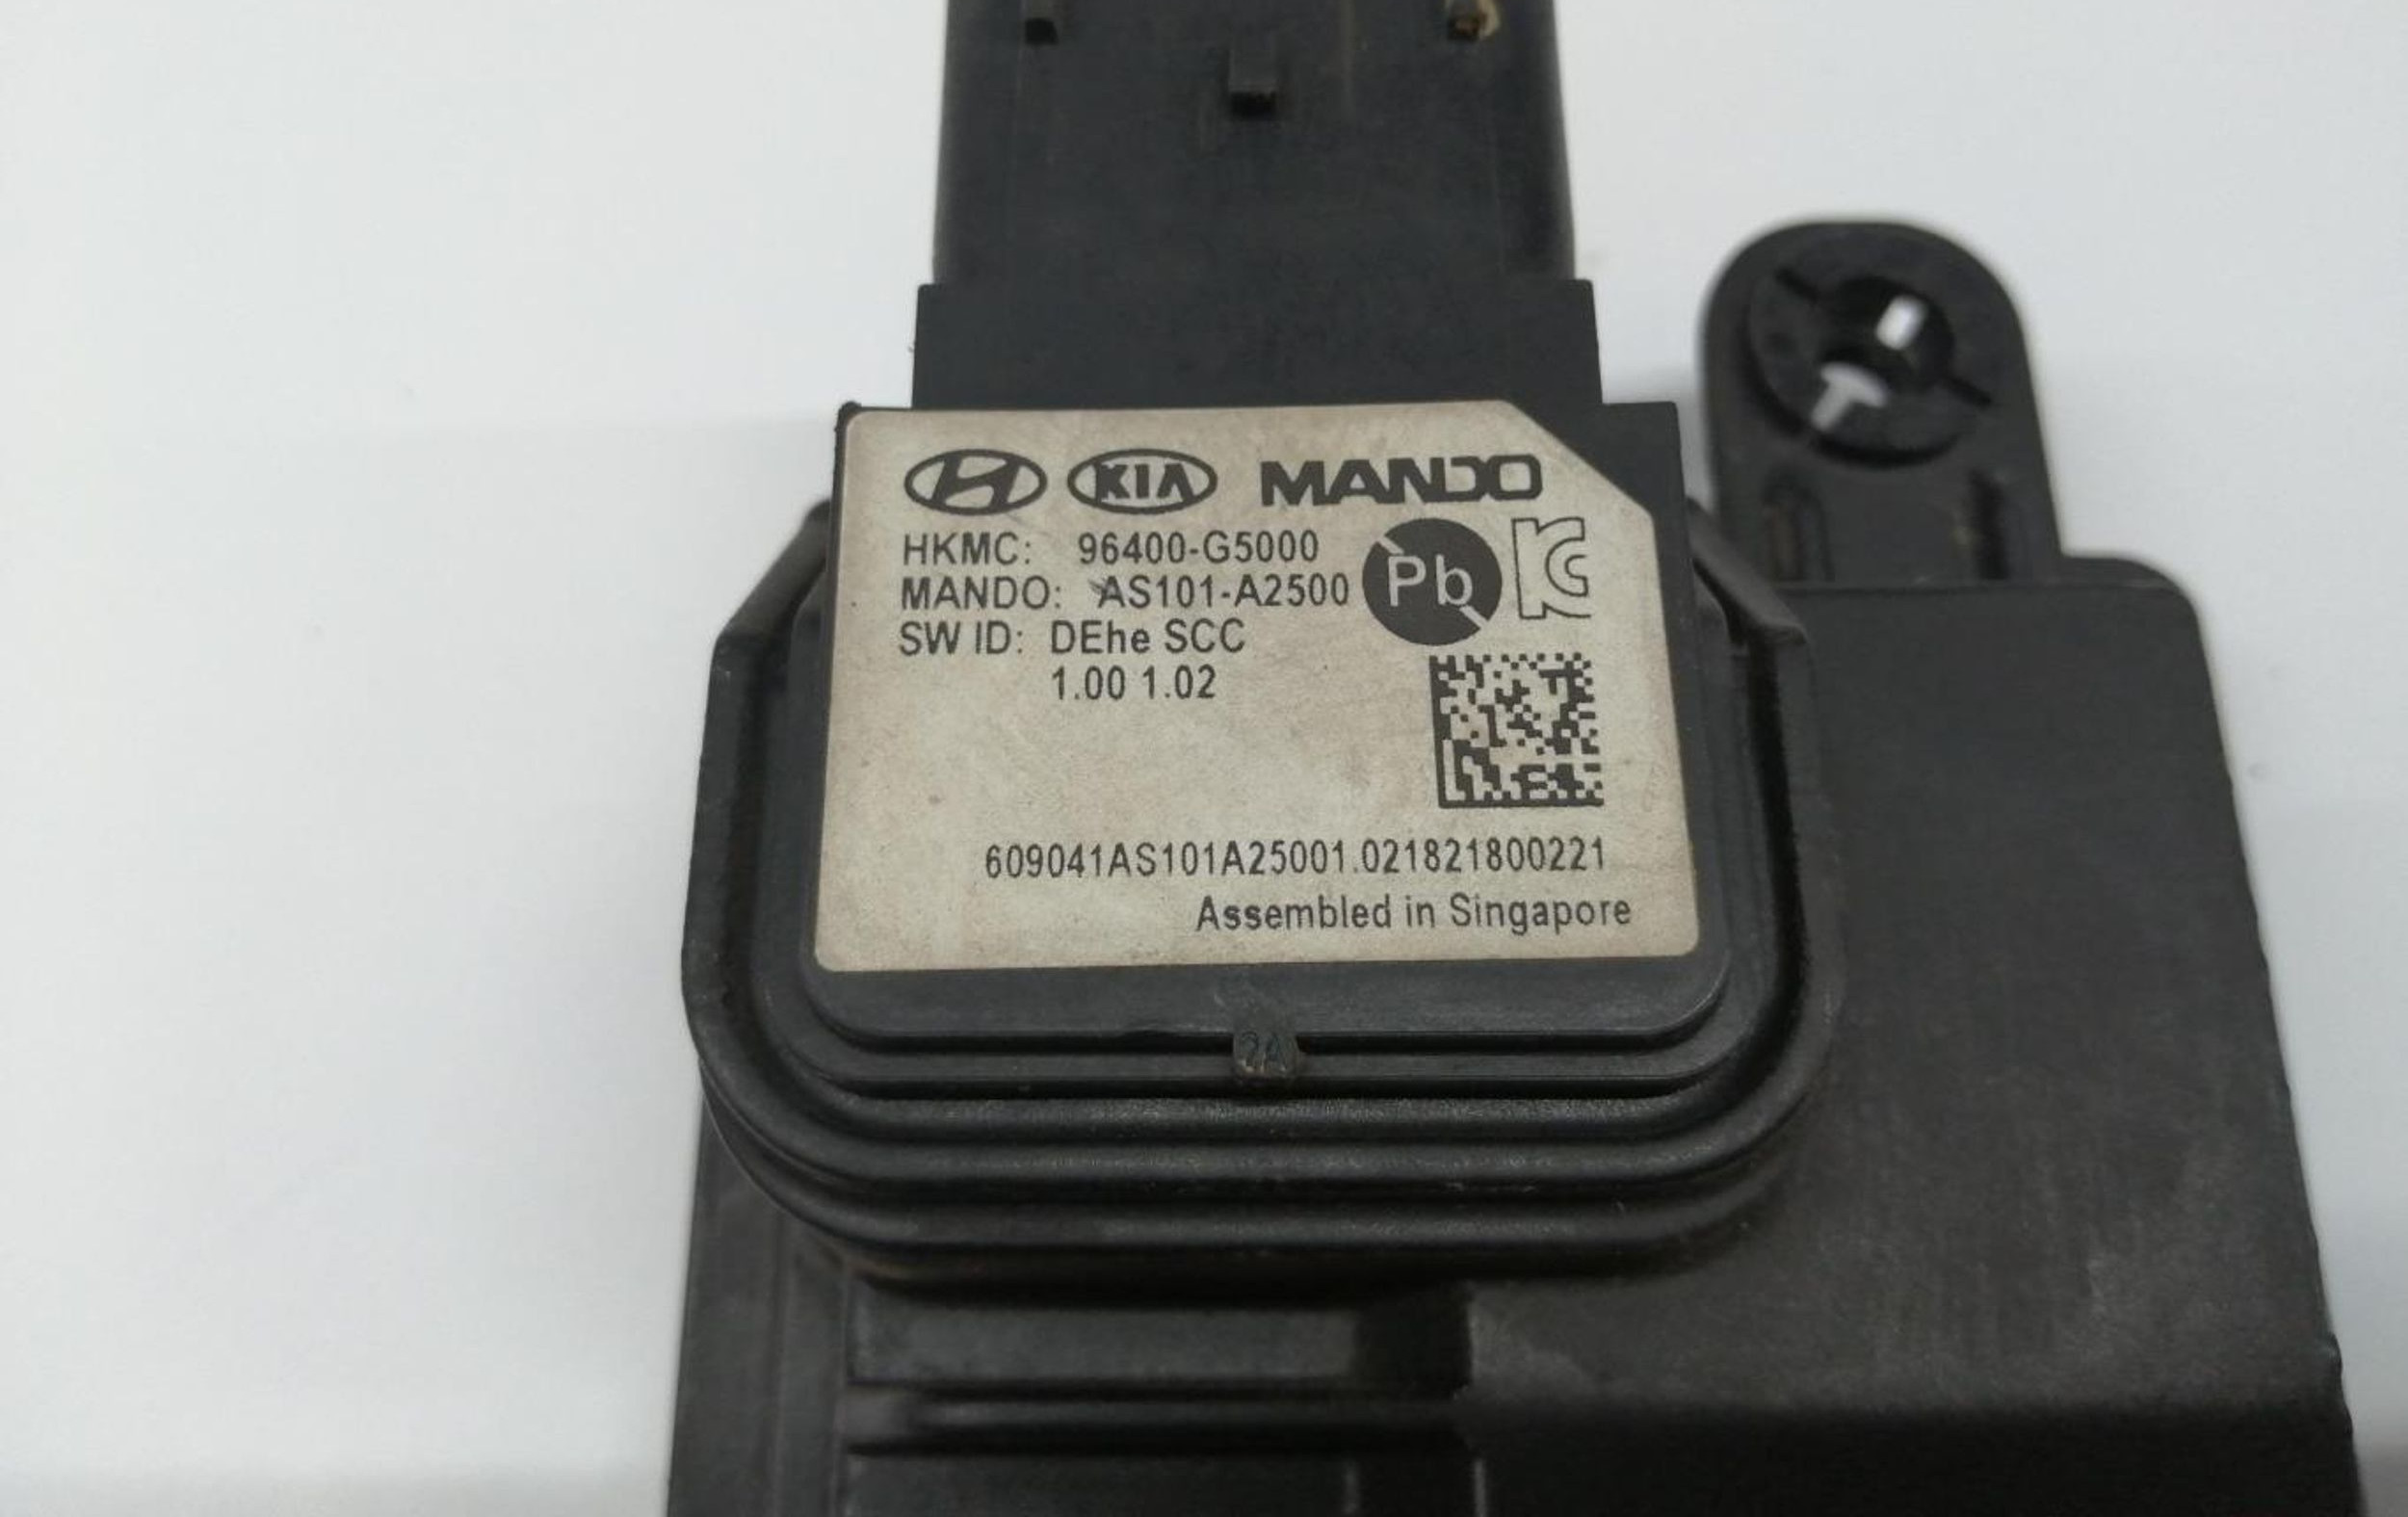 KIA MANDO
HKMC: 96400-G5000
MANDO: AS101-A2500
Pb
SW ID: DEhe SCC
1.00 1.02
609041AS101A25001.021821800221
Assembled in Singapore